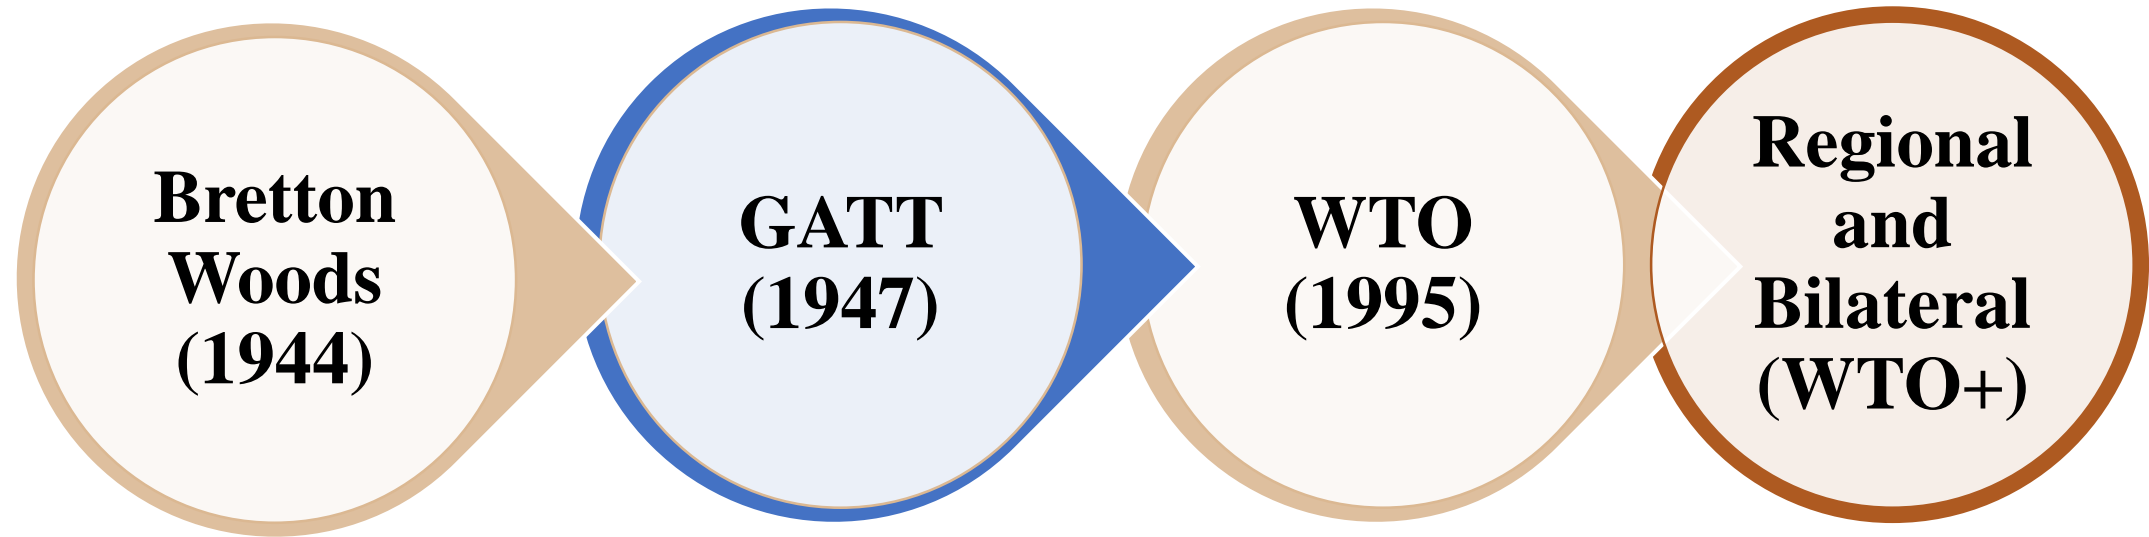 Bretton
Woods
(1944)
GATT
(1947)
WTO
(1995)
Regional
and
Bilateral
(WTO+)